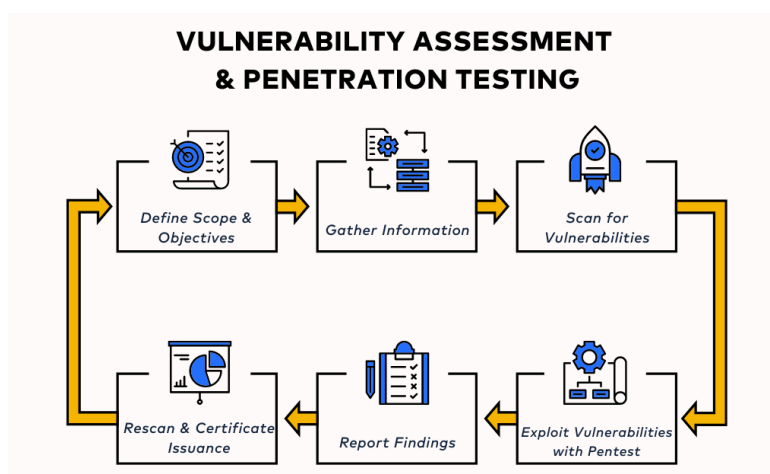 VULNERABILITY ASSESSMENT
& PENETRATION TESTING
Define Scope &
Objectives
Gather Information
Scan for
Vulnerabilities
Rescan & Certificate
Issuance
Report Findings
Exploit Vulnerabilities
with Pentest